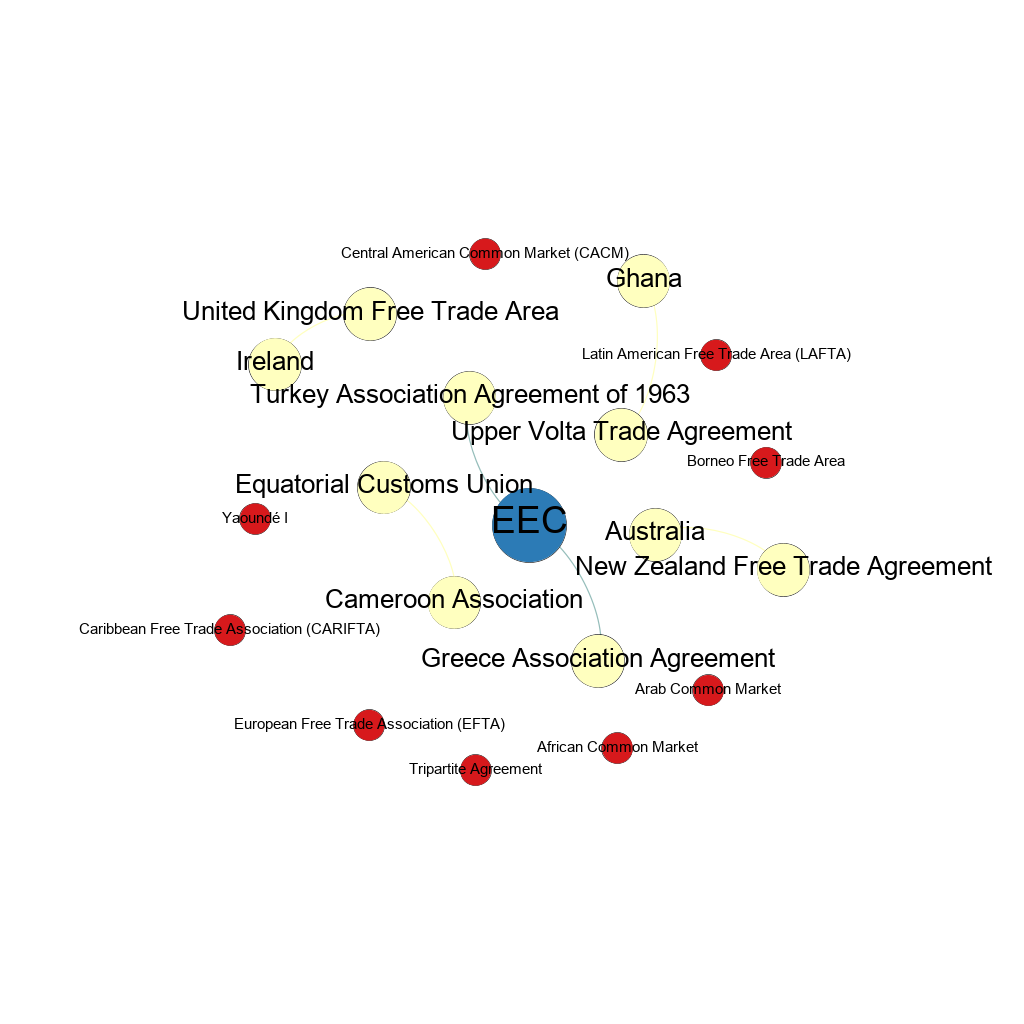 Central American Common Market (CACM)
Ghana
United Kingdom Free Trade Area
Latin American Free Trade Area (LAFTA)
Ireland
Turkey Association Agreement of 1963
Upper Volta Trade Agreement
Borneo Free Trade Area
Equatorial Customs Union
Yaoundé I
EEC
Australia
New Zealand Free Trade Agreement
Cameroon Association
Caribbean Free Trade Association (CARIFTA)
Greece Association Agreement
Arab Common Market
European Free Trade Association (EFTA)
African Common Market
Tripartite Agreement